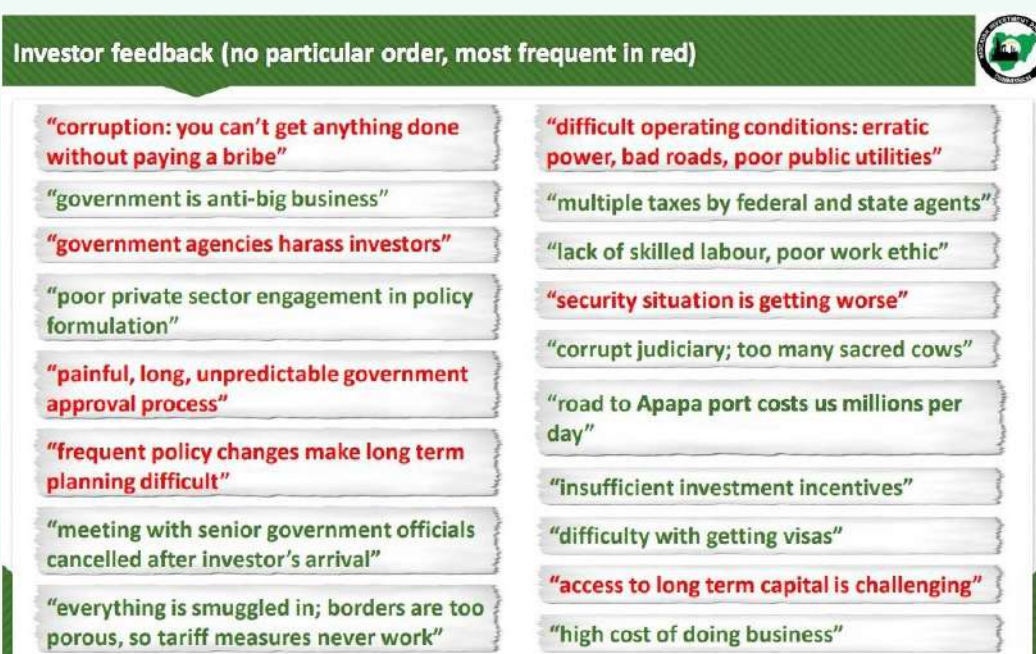 Investor feedback (no particular order, most frequent in red)
“corruption: you can’t get anything done
without paying a bribe”
“government is anti-big business”
“government agencies harass investors”
“poor private sector engagement in policy
formulation”
“painful, long, unpredictable government
approval process”
“frequent policy changes make long term
planning difficult”
“meeting with senior government officials
cancelled after investor’s arrival”
“everything is smuggled in; borders are too
porous, so tariff measures never work”
“difficult operating conditions: erratic
power, bad roads, poor public utilities”
“multiple taxes by federal and state agents”
“lack of skilled labour, poor work ethic”
“security situation is getting worse”
“corrupt judiciary; too many sacred cows”
“road to Apapa port costs us millions per
day”
“insufficient investment incentives”
“difficulty with getting visas”
“access to long term capital is challenging”
“high cost of doing business”